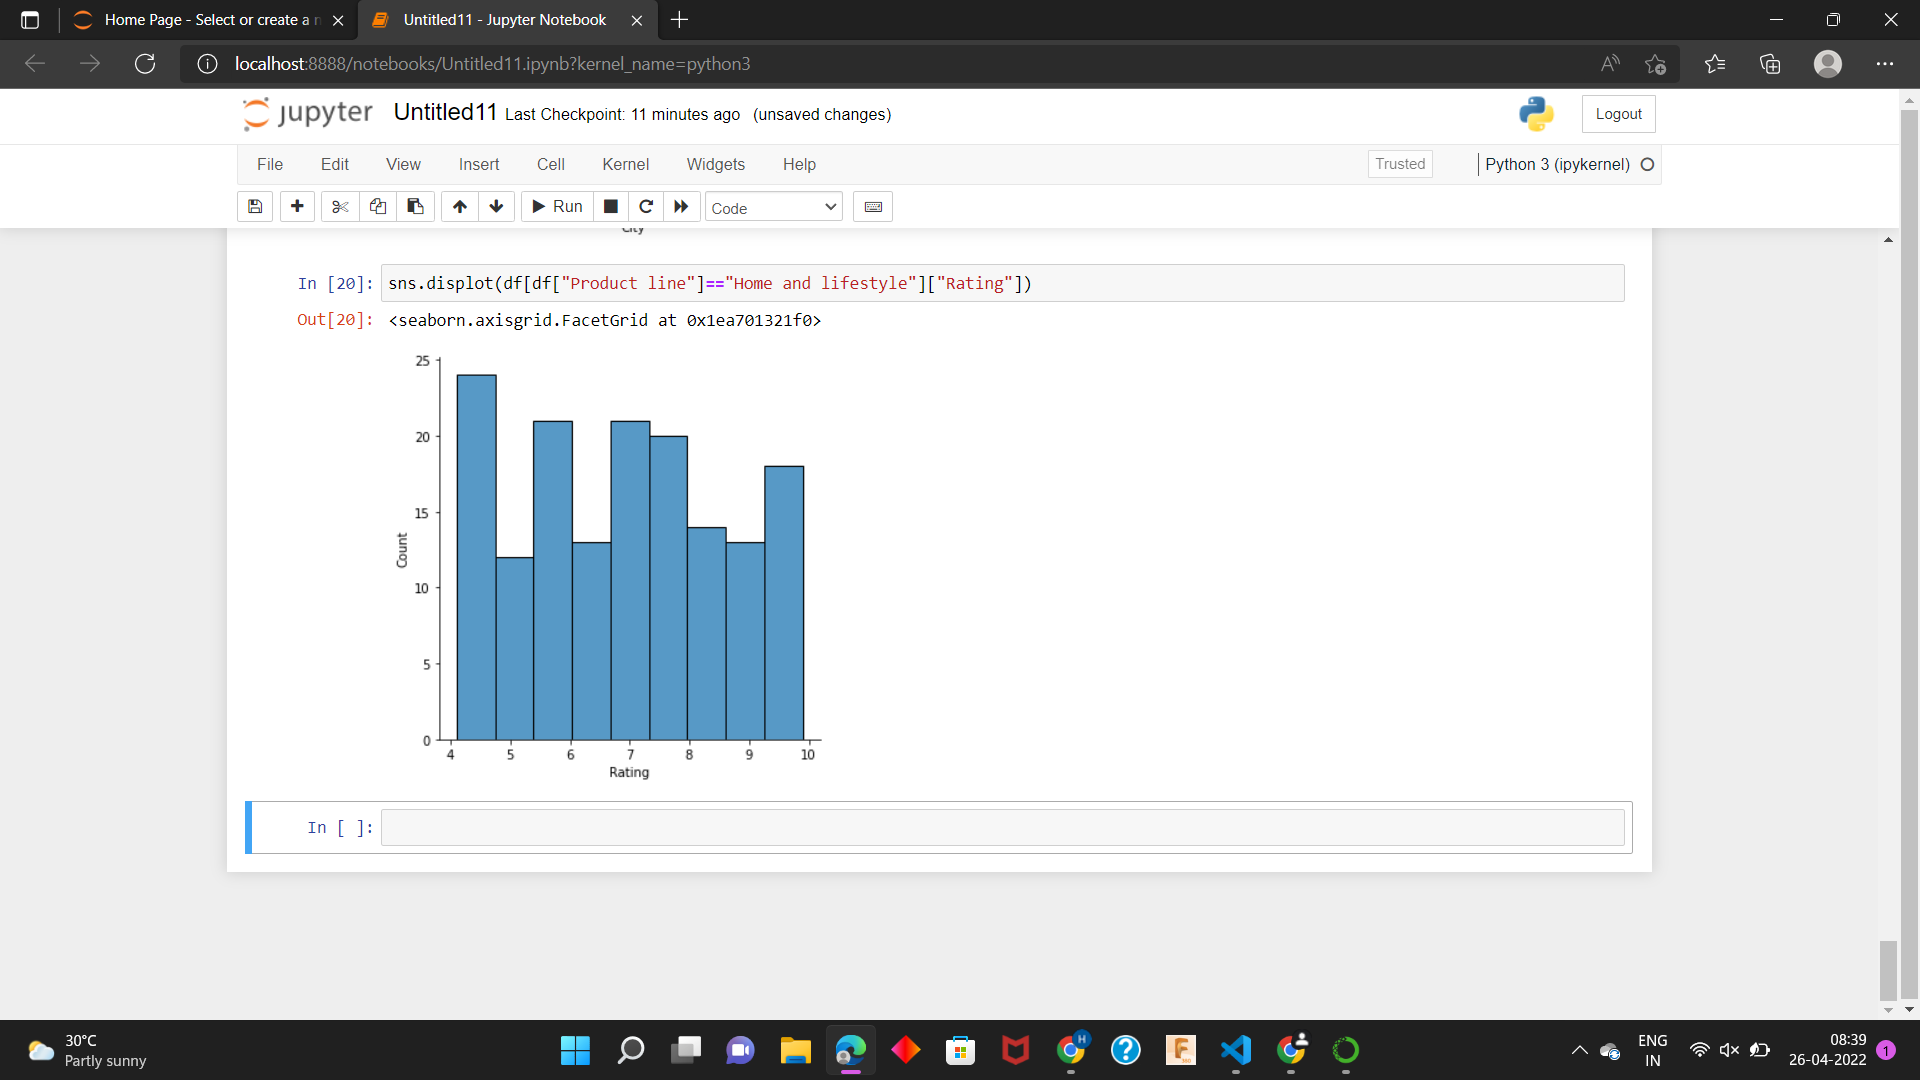 Home Page - Select or create a n
Untitled11 - Jupyter Notebook
localhost:8888/notebooks/Untitled11.ipynb?kernel_name=python3
jupyter Untitled11 Last Checkpoint: 11 minutes ago (unsaved changes)
Logout
File Edit View Insert Cell Kernel Widgets Help
Trusted
Python 3 (ipykernel)
Run
Code
City
In [20]: sns.displot(df[df["Product line"]=="Home and lifestyle"]["Rating"])
Out[20]: <seaborn.axisgrid.FacetGrid at 0x1ea701321f0>
25
20
15
10
5
0
Count
4 5 6 7 8 9 10
Rating
In [ ]:
30°C
Partly sunny
H
F
ENG
IN
08:39
26-04-2022
1